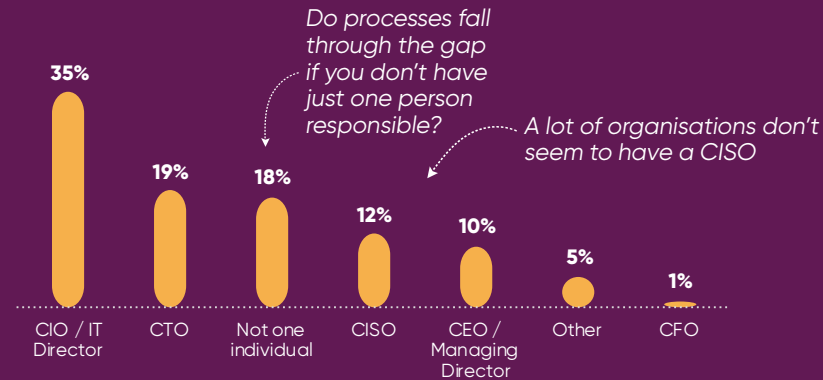 Do processes fall
through the gap
if you don't have
just one person
responsible?
A lot of organisations don't
seem to have a CISO
35%
19%
18%
12%
10%
5%
1%
CIO / IT
Director
CTO
Not one
individual
CISO
CEO /
Managing
Director
Other
CFO